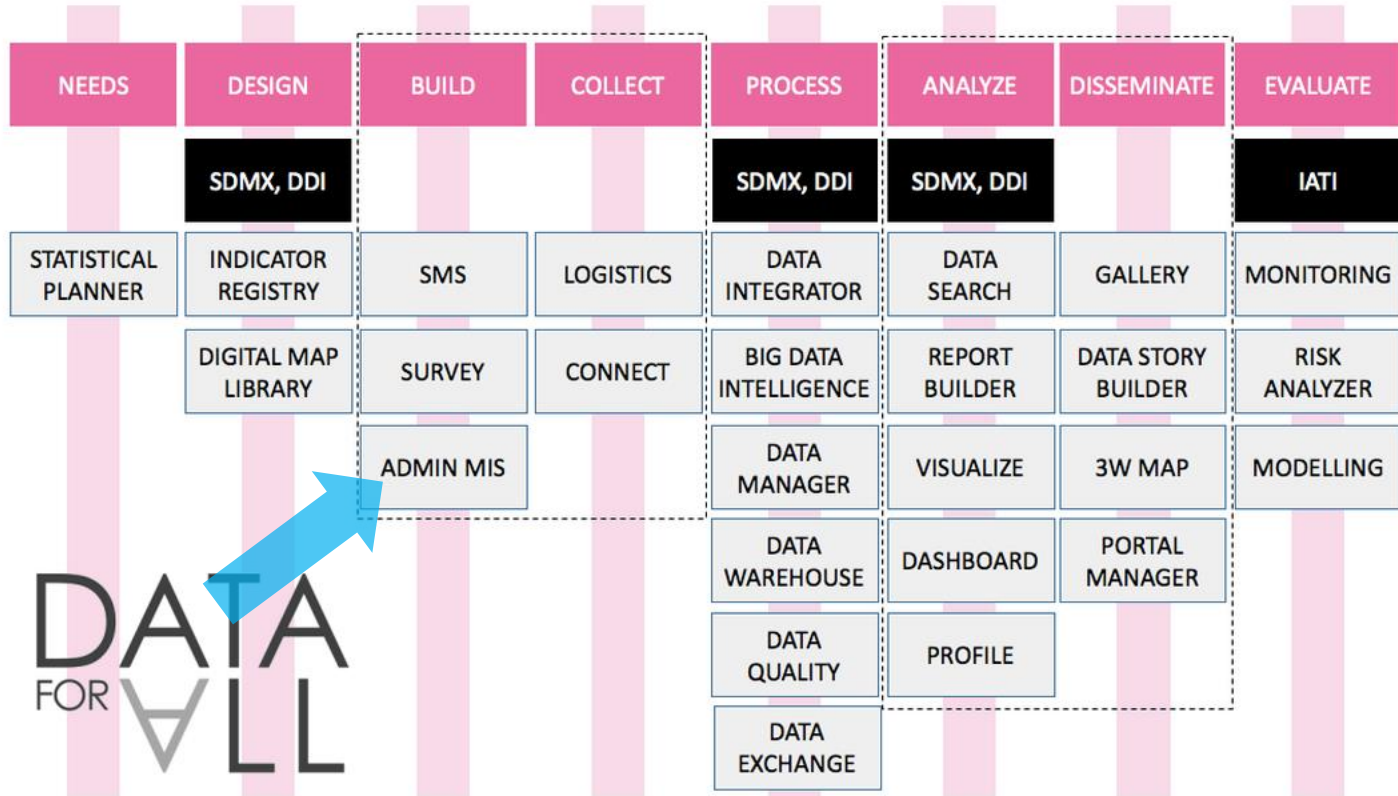 NEEDS
DESIGN
BUILD
COLLECT
PROCESS
ANALYZE
DISSEMINATE
EVALUATE
SDMX, DDI
SDMX, DDI
SDMX, DDI
IATI
STATISTICAL
PLANNER
INDICATOR
REGISTRY
SMS
LOGISTICS
DATA
INTEGRATOR
DATA
SEARCH
GALLERY
MONITORING
DIGITAL MAP
LIBRARY
SURVEY
CONNECT
BIG DATA
INTELLIGENCE
REPORT
BUILDER
DATA STORY
BUILDER
RISK
ANALYZER
ADMIN MIS
DATA
MANAGER
VISUALIZE
3W MAP
MODELLING
DATA
WAREHOUSE
DASHBOARD
PORTAL
MANAGER
DATA
QUALITY
PROFILE
DATA
EXCHANGE
DATA
FOR ALL